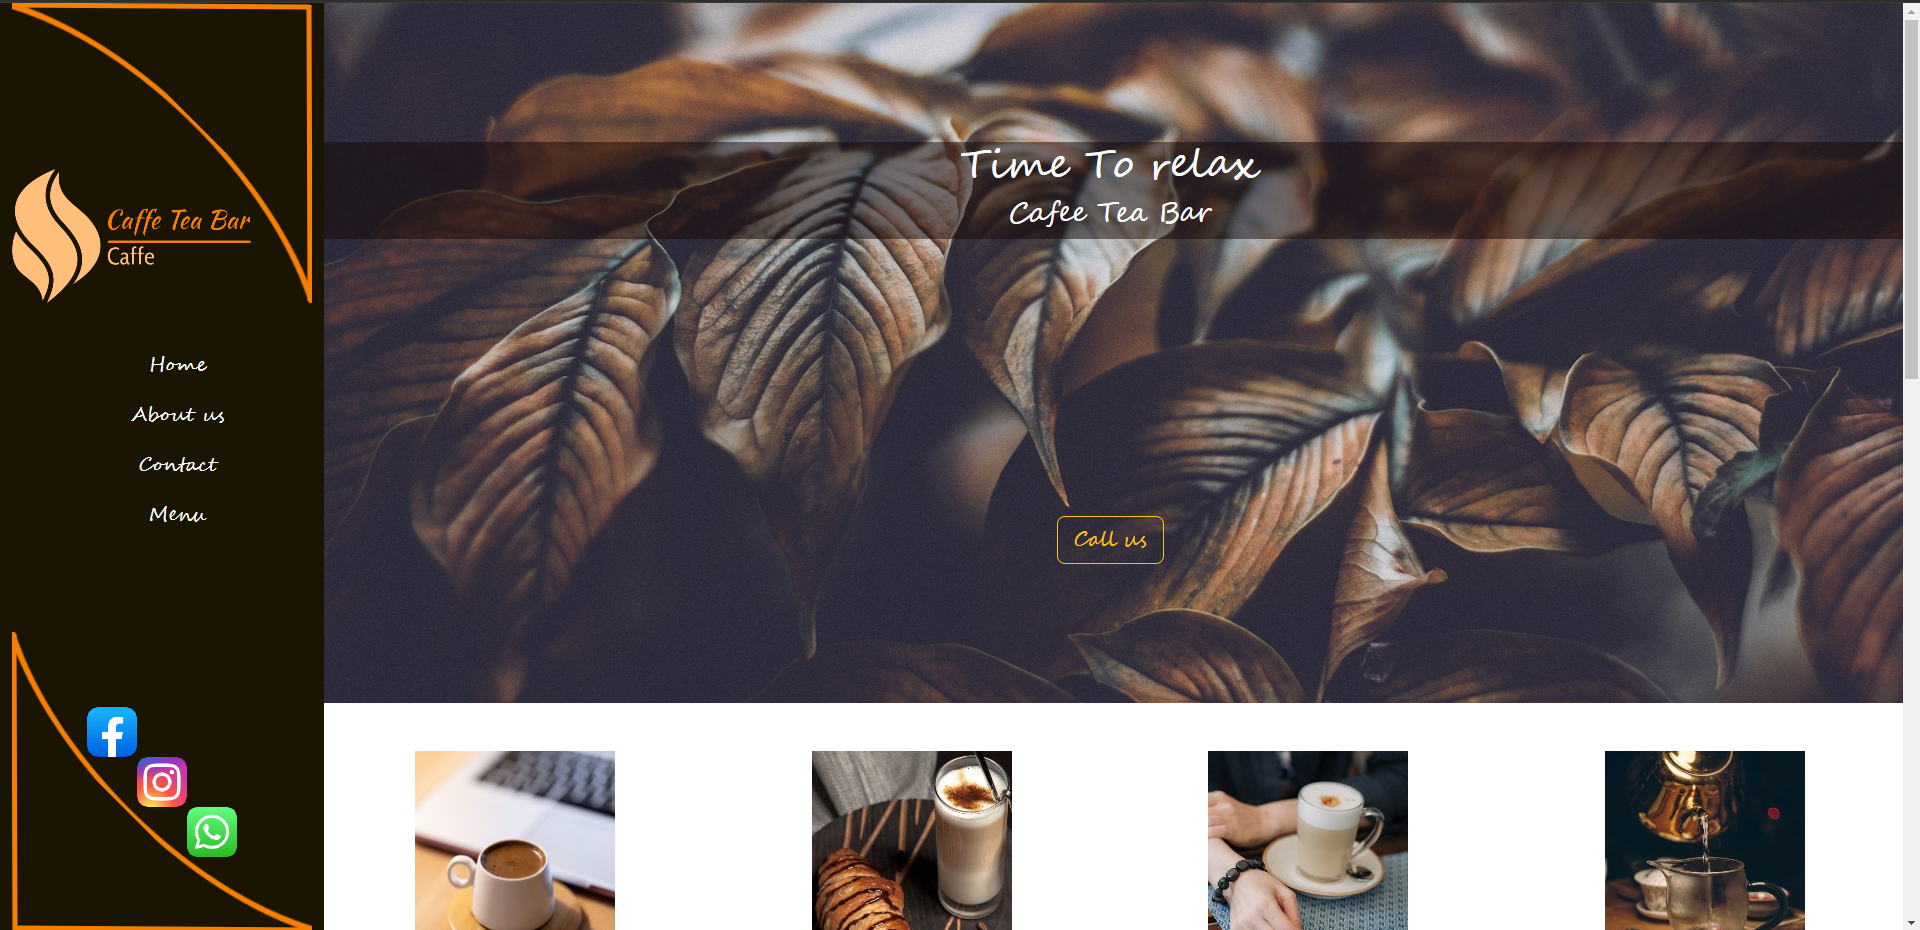 Caffe Tea Bar
Caffe
Home
About us
Contact
Menu
Time To relax
Cafee Tea Bar
Call us